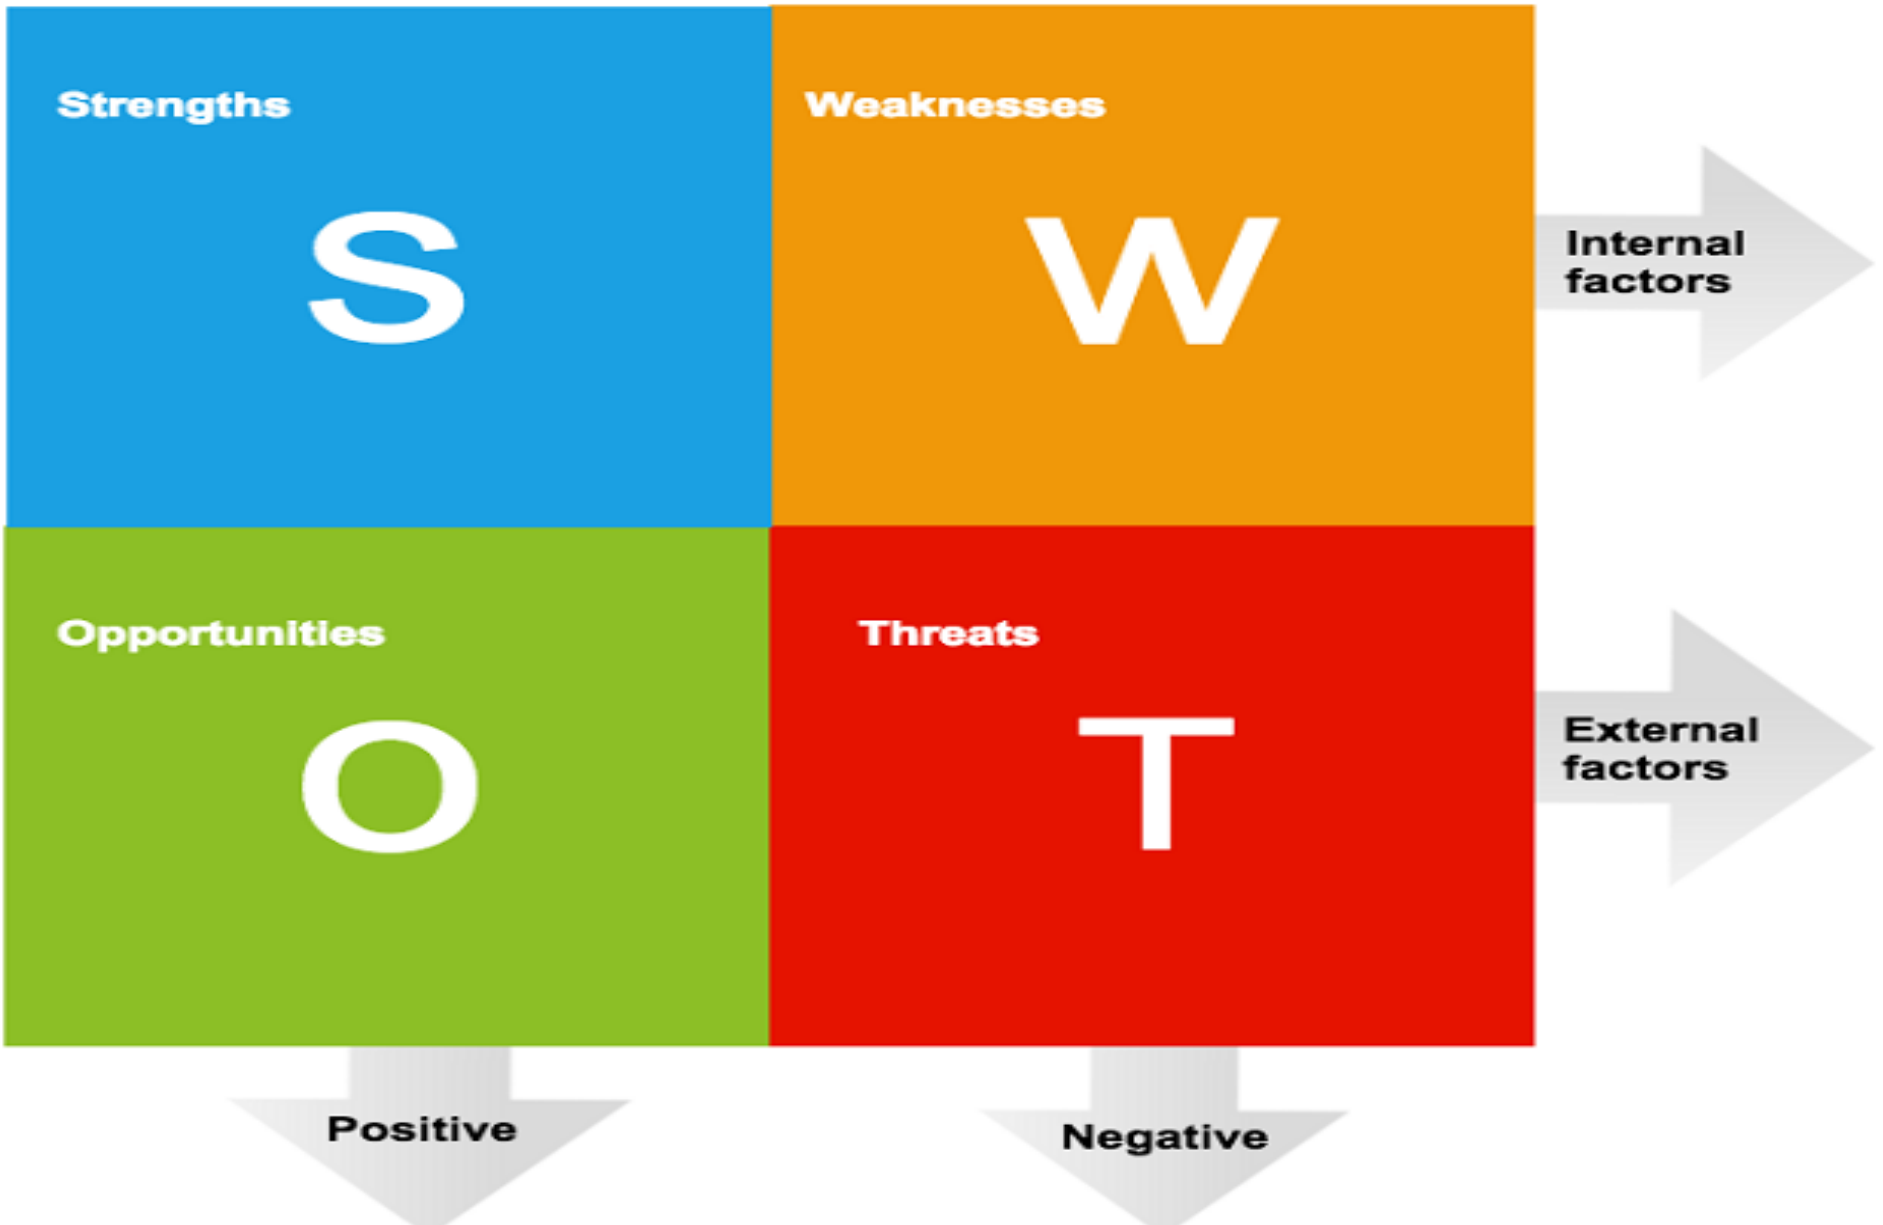 Strengths
S
Weaknesses
W
Internal
factors
Opportunities
O
Threats
T
External
factors
Positive
Negative